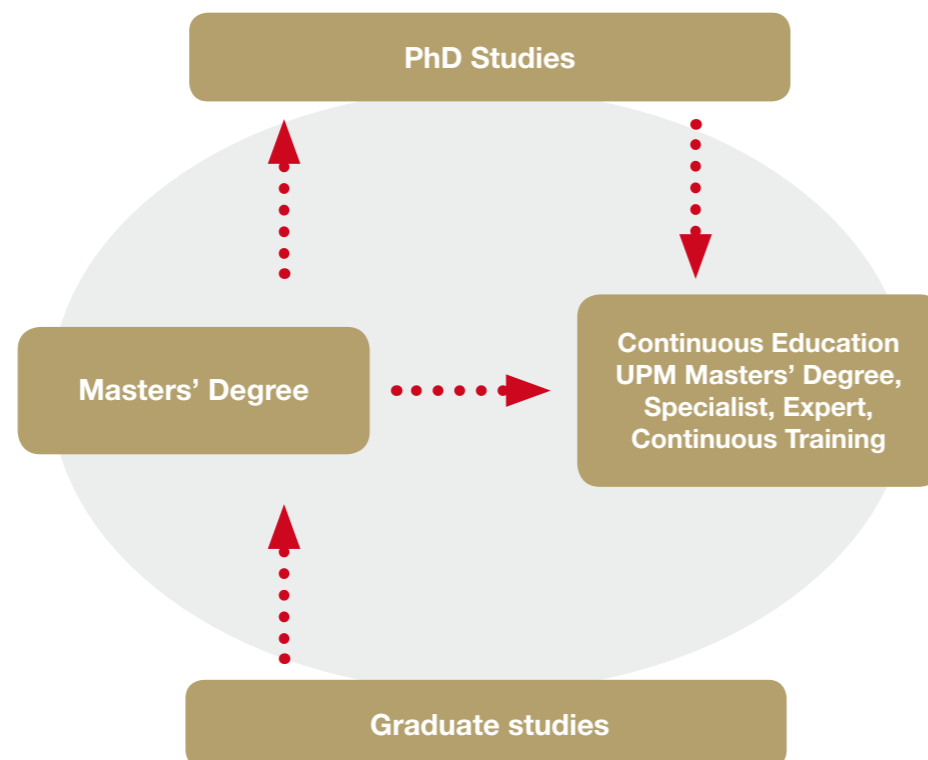 PhD Studies
Masters’ Degree
Continuous Education
UPM Masters’ Degree,
Specialist, Expert,
Continuous Training
Graduate studies